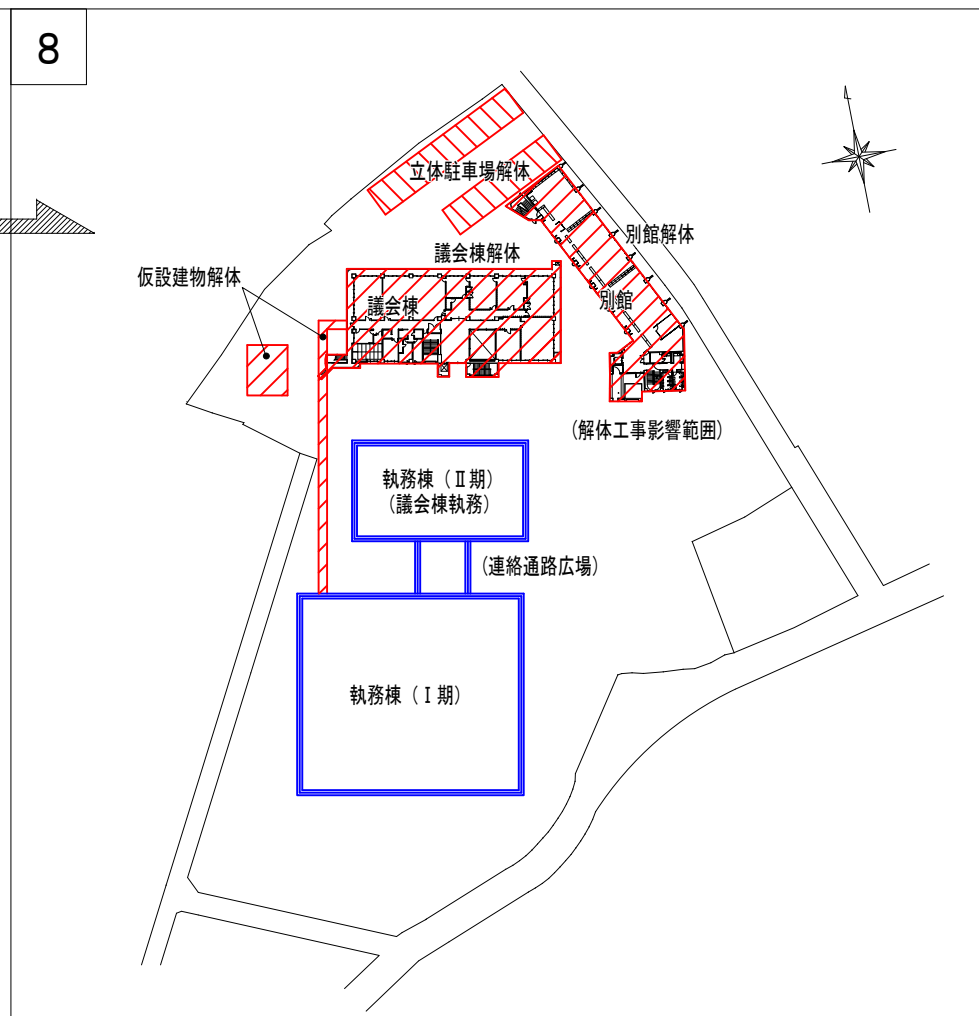 8
立体駐車場解体
別館解体
議会棟解体
仮設建物解体
別館
議会棟
(解体工事影響範囲)
執務棟（Ⅱ期）
(議会棟執務)
(連絡通路広場)
執務棟（Ⅰ期）